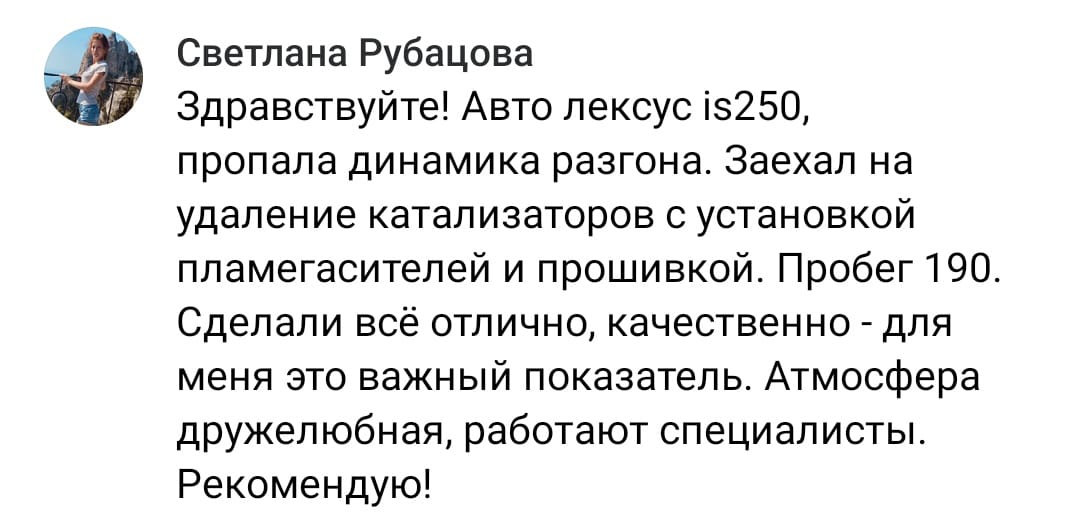 Светлана Рубацова
Здравствуйте! Авто лексус is250,
пропала динамика разгона. Заехал на
удаление катализаторов с установкой
пламегасителей и прошивкой. Пробег 190.
Сделали всё отлично, качественно - для
меня это важный показатель. Атмосфера
дружелюбная, работают специалисты.
Рекомендую!